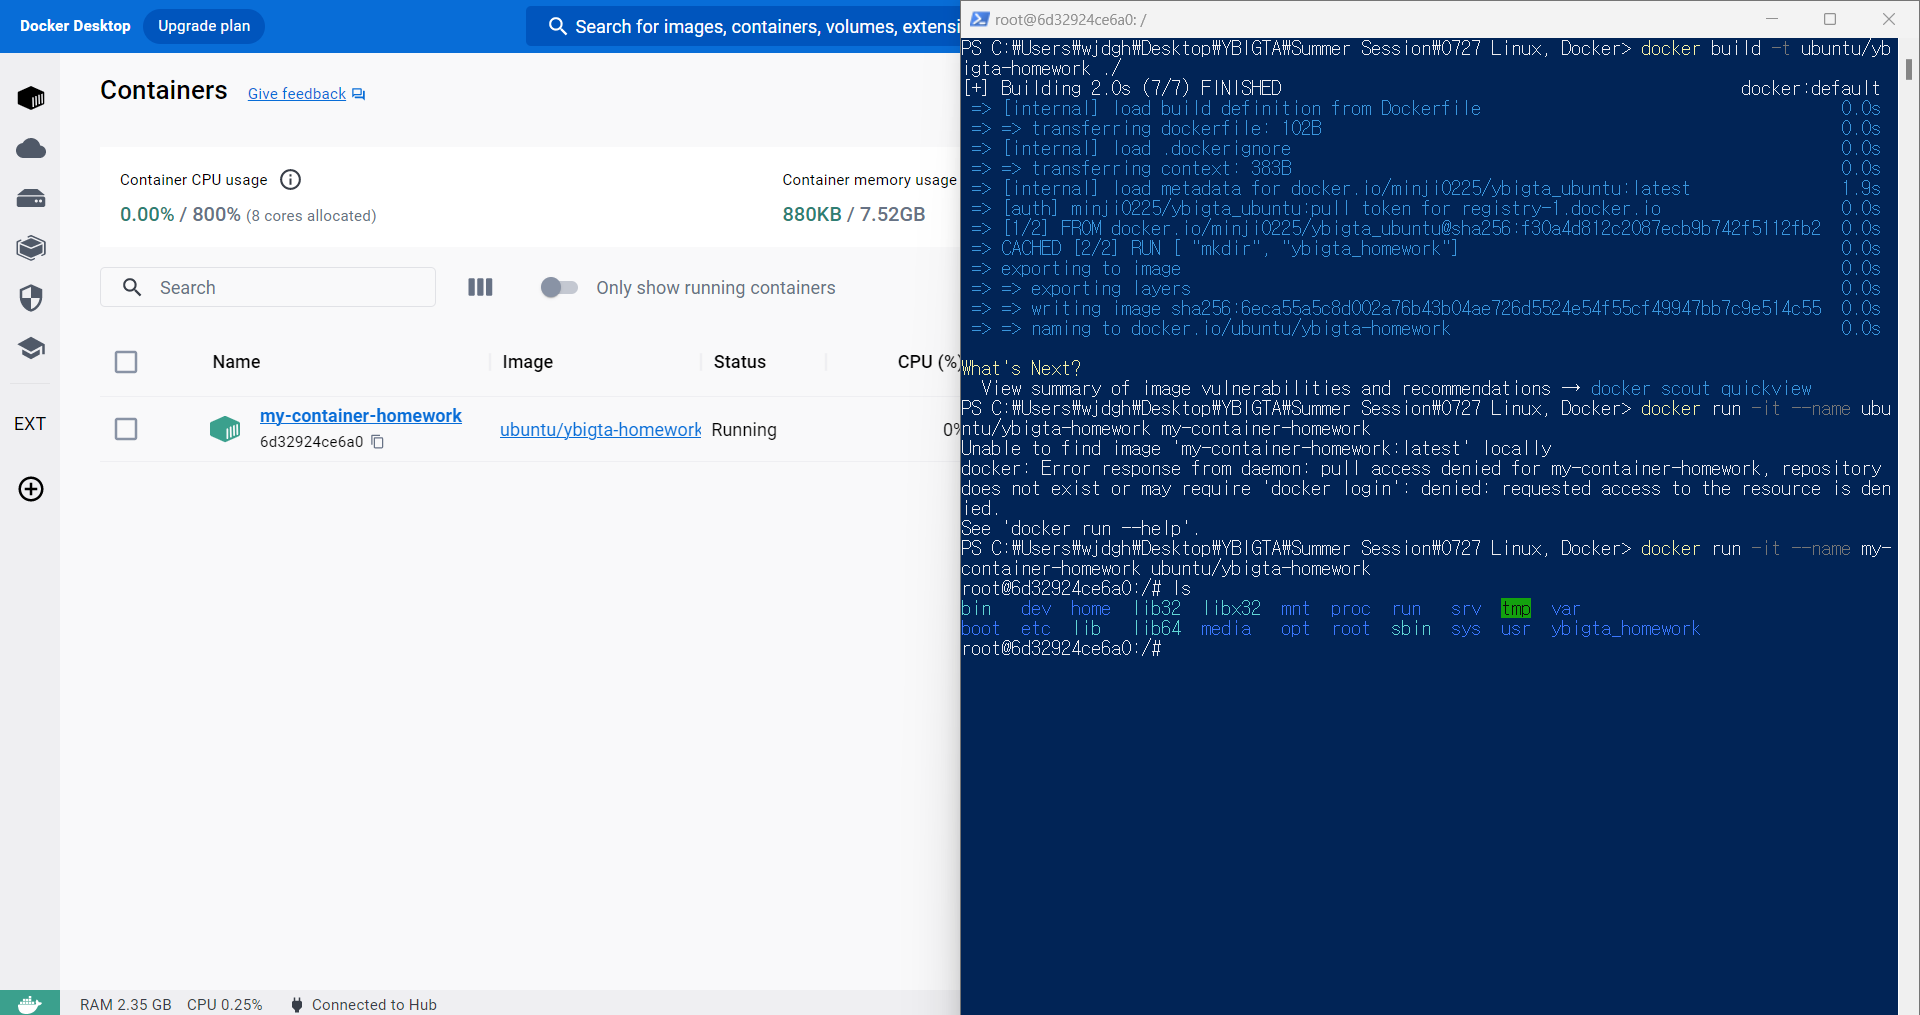 Docker Desktop
Upgrade plan
Search for images, containers, volumes, extensi
Containers
Give feedback
Container CPU usage
0.00% / 800% (8 cores allocated)
Container memory usage
880KB / 7.52GB
Search
Only show running containers
Name Image Status CPU (%)
my-container-homework
6d32924ce6a0
ubuntu/ybigta-homework
Running
0%
EXT
RAM 2.35 GB CPU 0.25% Connected to Hub
root@6d32924ce6a0: /
PS C:₩Users₩wjdgh₩Desktop₩YBIGTA₩Summer Session₩0727 Linux, Docker> docker build -t ubuntu/yb
igta-homework ./
[+] Building 2.0s (7/7) FINISHED docker:default
=> [internal] load build definition from Dockerfile 0.0s
=> => transferring dockerfile: 102B 0.0s
=> [internal] load .dockerignore 0.0s
=> => transferring context: 383B 0.0s
=> [internal] load metadata for docker.io/minji0225/ybigta_ubuntu:latest 1.9s
=> [auth] minji0225/ybigta_ubuntu:pull token for registry-1.docker.io 0.0s
=> [1/2] FROM docker.io/minji0225/ybigta_ubuntu@sha256:f30a4d812c2087ecb9b742f5112fb2 0.0s
=> CACHED [2/2] RUN [ "mkdir", "ybigta_homework"] 0.0s
=> exporting to image 0.0s
=> => exporting layers 0.0s
=> => writing image sha256:6eca55a5c8d002a76b43b04ae726d5524e54f55cf49947bb7c9e514c55 0.0s
=> => naming to docker.io/ubuntu/ybigta-homework 0.0s
What's Next?
View summary of image vulnerabilities and recommendations → docker scout quickview
PS C:₩Users₩wjdgh₩Desktop₩YBIGTA₩Summer Session₩0727 Linux, Docker> docker run -it --name ubu
ntu/ybigta-homework my-container-homework
Unable to find image 'my-container-homework:latest' locally
docker: Error response from daemon: pull access denied for my-container-homework, repository
does not exist or may require 'docker login': denied: requested access to the resource is den
ied.
See 'docker run --help'.
PS C:₩Users₩wjdgh₩Desktop₩YBIGTA₩Summer Session₩0727 Linux, Docker> docker run -it --name my-
container-homework ubuntu/ybigta-homework
root@6d32924ce6a0:/# ls
bin dev home lib32 libx32 mnt proc run srv tmp var
boot etc lib lib64 media opt root sbin sys usr ybigta_homework
root@6d32924ce6a0:/#